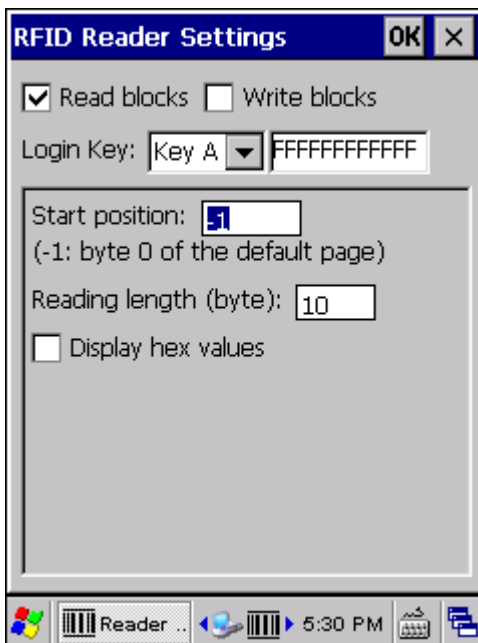 RFID Reader Settings OK ×
Read blocks Write blocks
Login Key: Key A FFFFFFFFFFFF
Start position: -1
(-1: byte 0 of the default page)
Reading length (byte): 10
Display hex values
Reader .. 5:30 PM